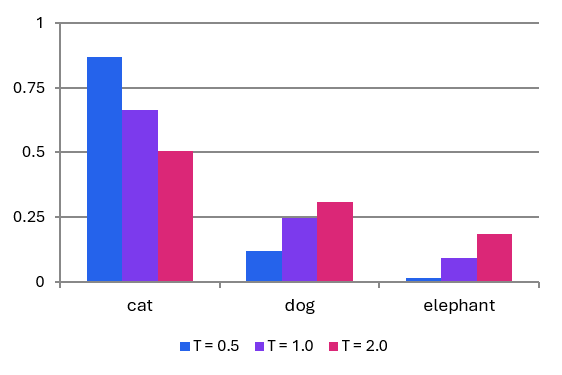 1
0.75
0.5
0.25
0
cat dog elephant
T = 0.5 T = 1.0 T = 2.0